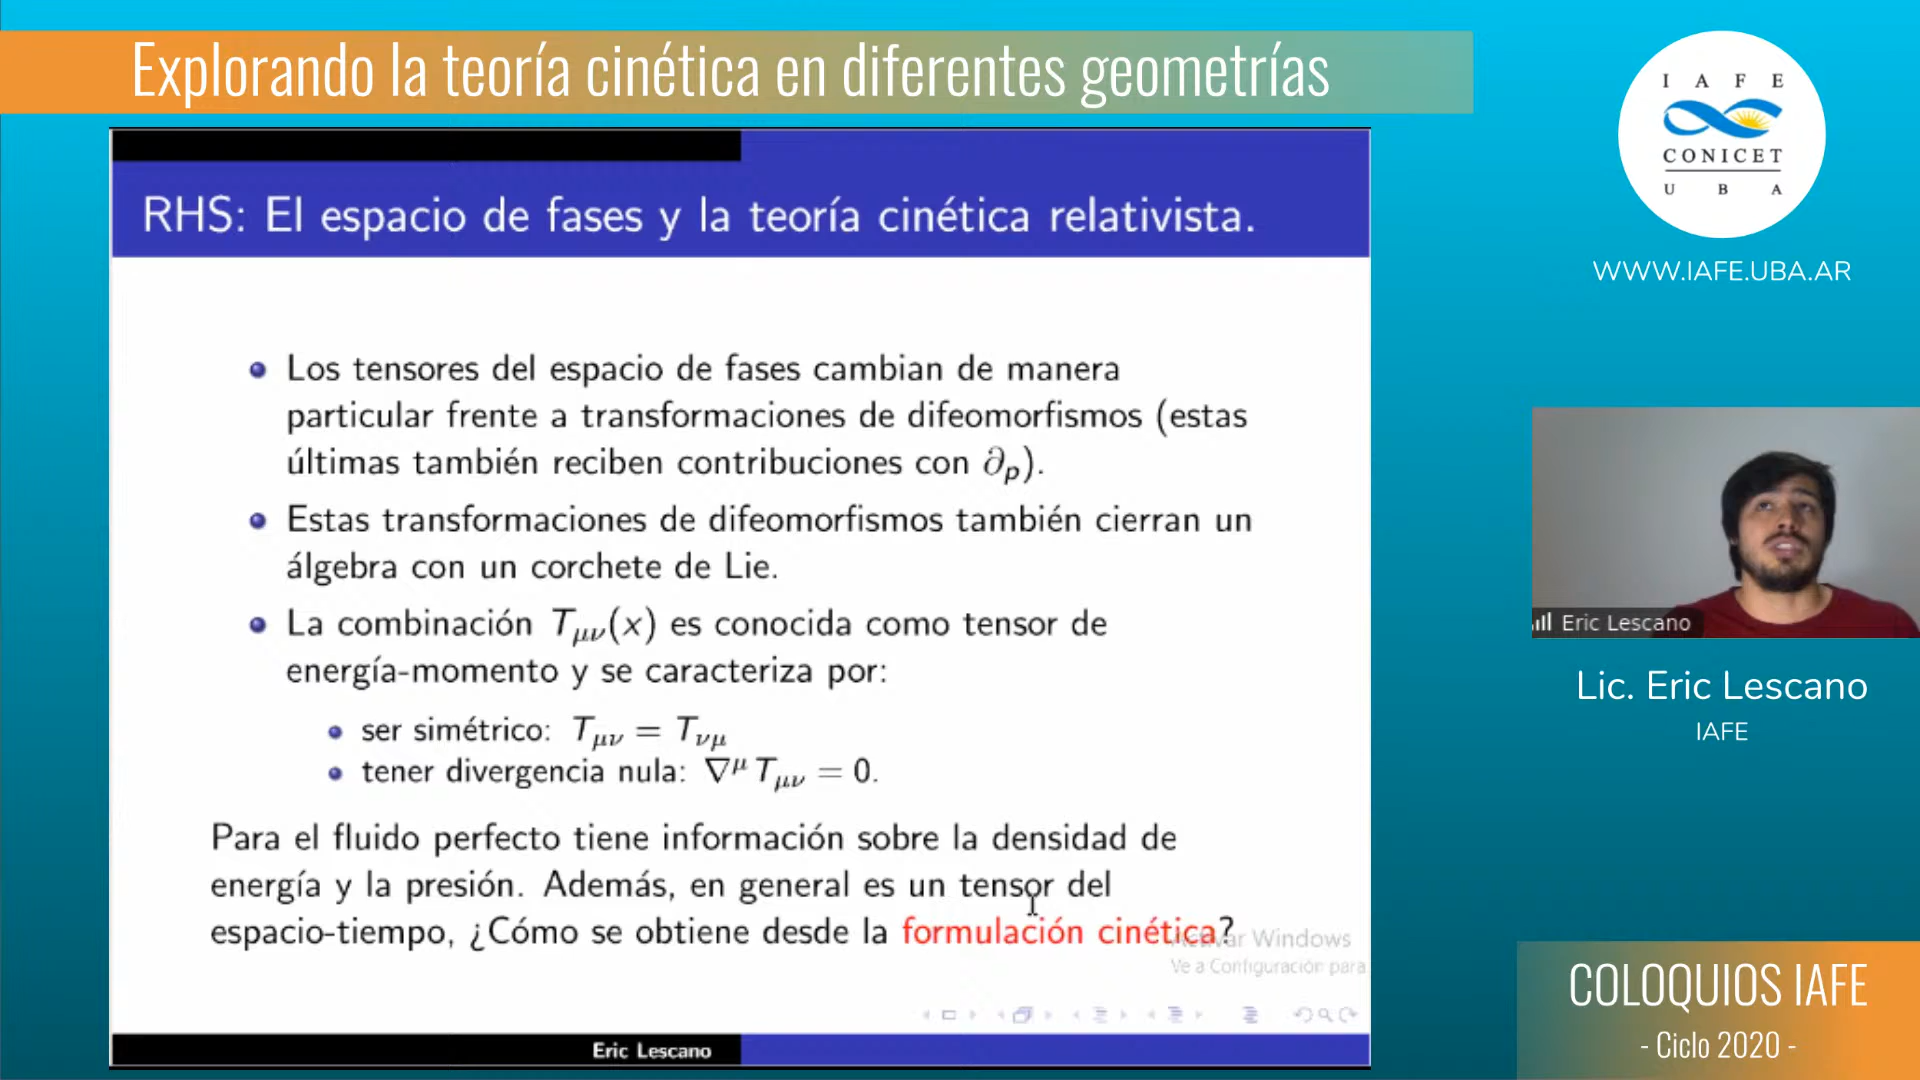 Explorando la teoría cinética en diferentes geometrías
RHS: El espacio de fases y la teoría cinética relativista.
Los tensores del espacio de fases cambian de manera
particular frente a transformaciones de difeomorfismos (estas
últimas también reciben contribuciones con ∂ₚ).
Estas transformaciones de difeomorfismos también cierran un
álgebra con un corchete de Lie.
La combinación Tμν(x) es conocida como tensor de
energía-momento y se caracteriza por:
ser simétrico: Tμν = Tνμ
tener divergencia nula: ∇μ Tμν = 0.
Para el fluido perfecto tiene información sobre la densidad de
energía y la presión. Además, en general es un tensor del
espacio-tiempo, ¿Cómo se obtiene desde la formulación cinética?
Activar Windows
Ve a Configuración para
Eric Lescano
I A F E
CONICET
U B A
WWW.IAFE.UBA.AR
Eric Lescano
Lic. Eric Lescano
IAFE
COLOQUIOS IAFE
- Ciclo 2020 -